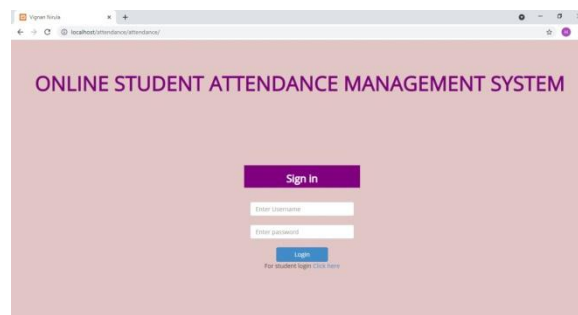 Vignan Nirula
localhost/attendance/attendance/
ONLINE STUDENT ATTENDANCE MANAGEMENT SYSTEM
Sign in
Enter Username
Enter password
Login
For student login Click here